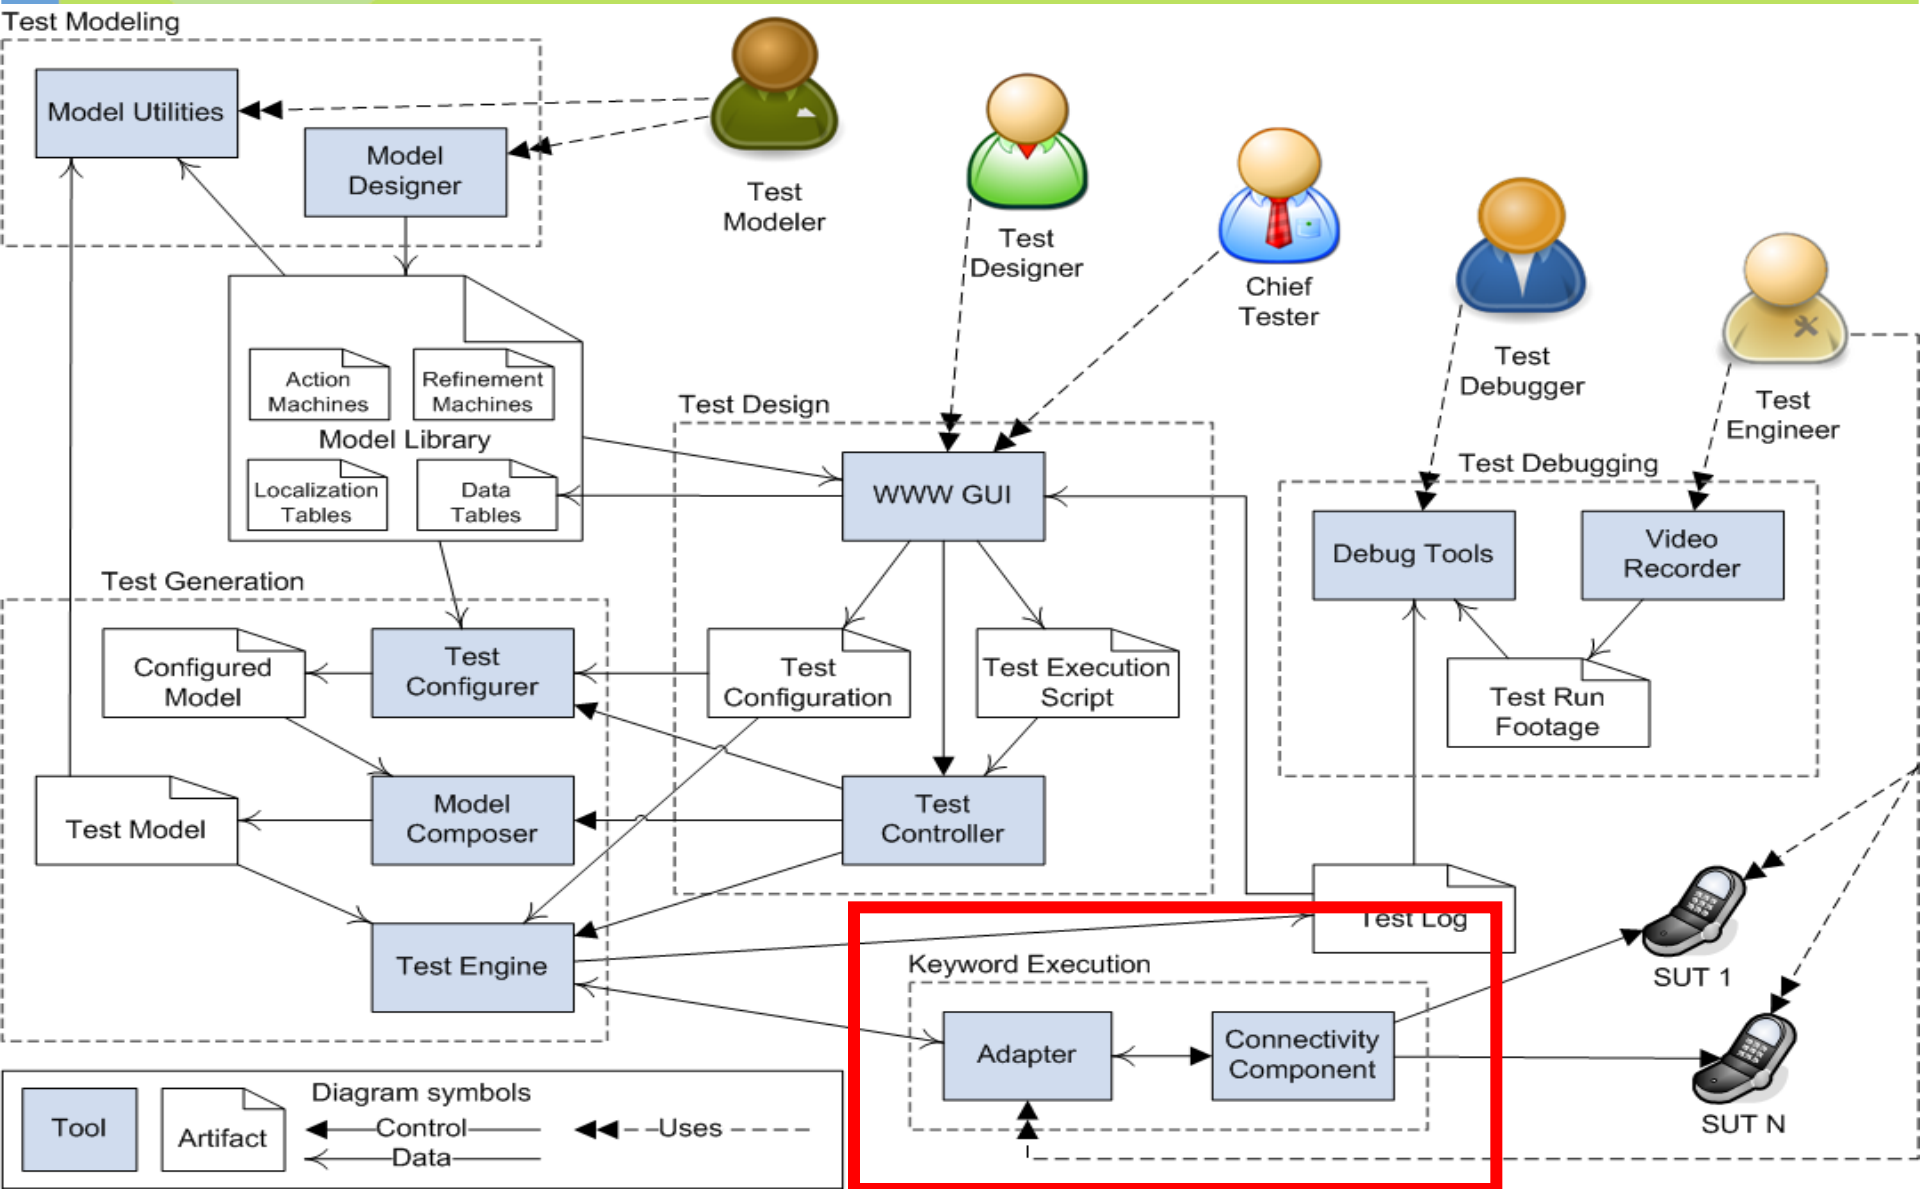 Test Modeling
Model Utilities
Model
Designer
Test
Modeler
Test
Designer
Chief
Tester
Test
Debugger
Test
Engineer
Action
Machines
Refinement
Machines
Model Library
Localization
Tables
Data
Tables
Test Design
WWW GUI
Test
Configuration
Test Execution
Script
Test
Controller
Test Debugging
Debug Tools
Video
Recorder
Test Run
Footage
Test Generation
Configured
Model
Test
Configurer
Test Model
Model
Composer
Test Engine
Test Log
Keyword Execution
Adapter
Connectivity
Component
SUT 1
SUT N
Diagram symbols
Tool
Artifact
Control
Data
Uses